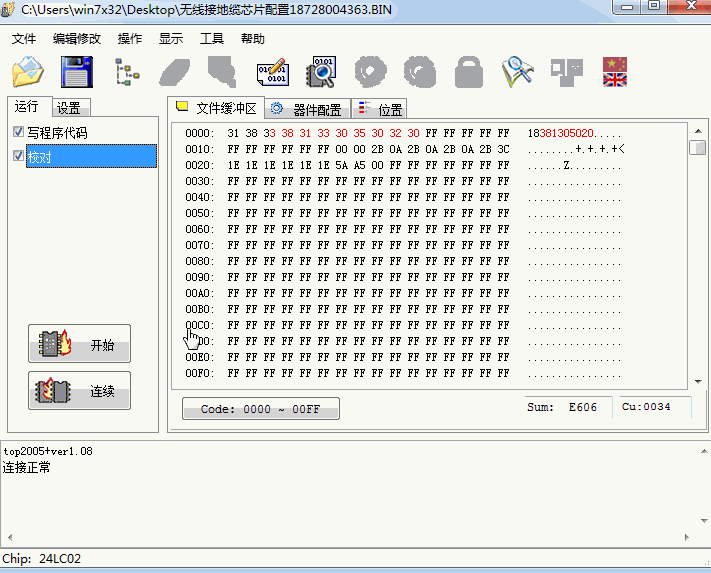 C:\Users\win7x32\Desktop\无线接地缆芯片配置18728004363.BIN
文件 编辑修改 操作 显示 工具 帮助
运行 设置
文件缓冲区 器件配置 位置
写程序代码
校对
0000: 31 38 33 38 31 33 30 35 30 32 30 FF FF FF FF FF 18381305020.....
0010: FF FF FF FF FF FF 00 00 2B 0A 2B 0A 2B 0A 2B 3C ........+.+.+.+<
0020: 1E 1E 1E 1E 1E 1E 5A A5 00 FF FF FF FF FF FF FF ......Z.........
0030: FF FF FF FF FF FF FF FF FF FF FF FF FF FF FF FF ................
0040: FF FF FF FF FF FF FF FF FF FF FF FF FF FF FF FF ................
0050: FF FF FF FF FF FF FF FF FF FF FF FF FF FF FF FF ................
0060: FF FF FF FF FF FF FF FF FF FF FF FF FF FF FF FF ................
0070: FF FF FF FF FF FF FF FF FF FF FF FF FF FF FF FF ................
0080: FF FF FF FF FF FF FF FF FF FF FF FF FF FF FF FF ................
0090: FF FF FF FF FF FF FF FF FF FF FF FF FF FF FF FF ................
00A0: FF FF FF FF FF FF FF FF FF FF FF FF FF FF FF FF ................
00B0: FF FF FF FF FF FF FF FF FF FF FF FF FF FF FF FF ................
00C0: FF FF FF FF FF FF FF FF FF FF FF FF FF FF FF FF ................
00D0: FF FF FF FF FF FF FF FF FF FF FF FF FF FF FF FF ................
00E0: FF FF FF FF FF FF FF FF FF FF FF FF FF FF FF FF ................
00F0: FF FF FF FF FF FF FF FF FF FF FF FF FF FF FF FF ................
开始
连续
Code: 0000 ~ 00FF
Sum: E606
Cu:0034
top2005+ver1.08
连接正常
Chip: 24LC02